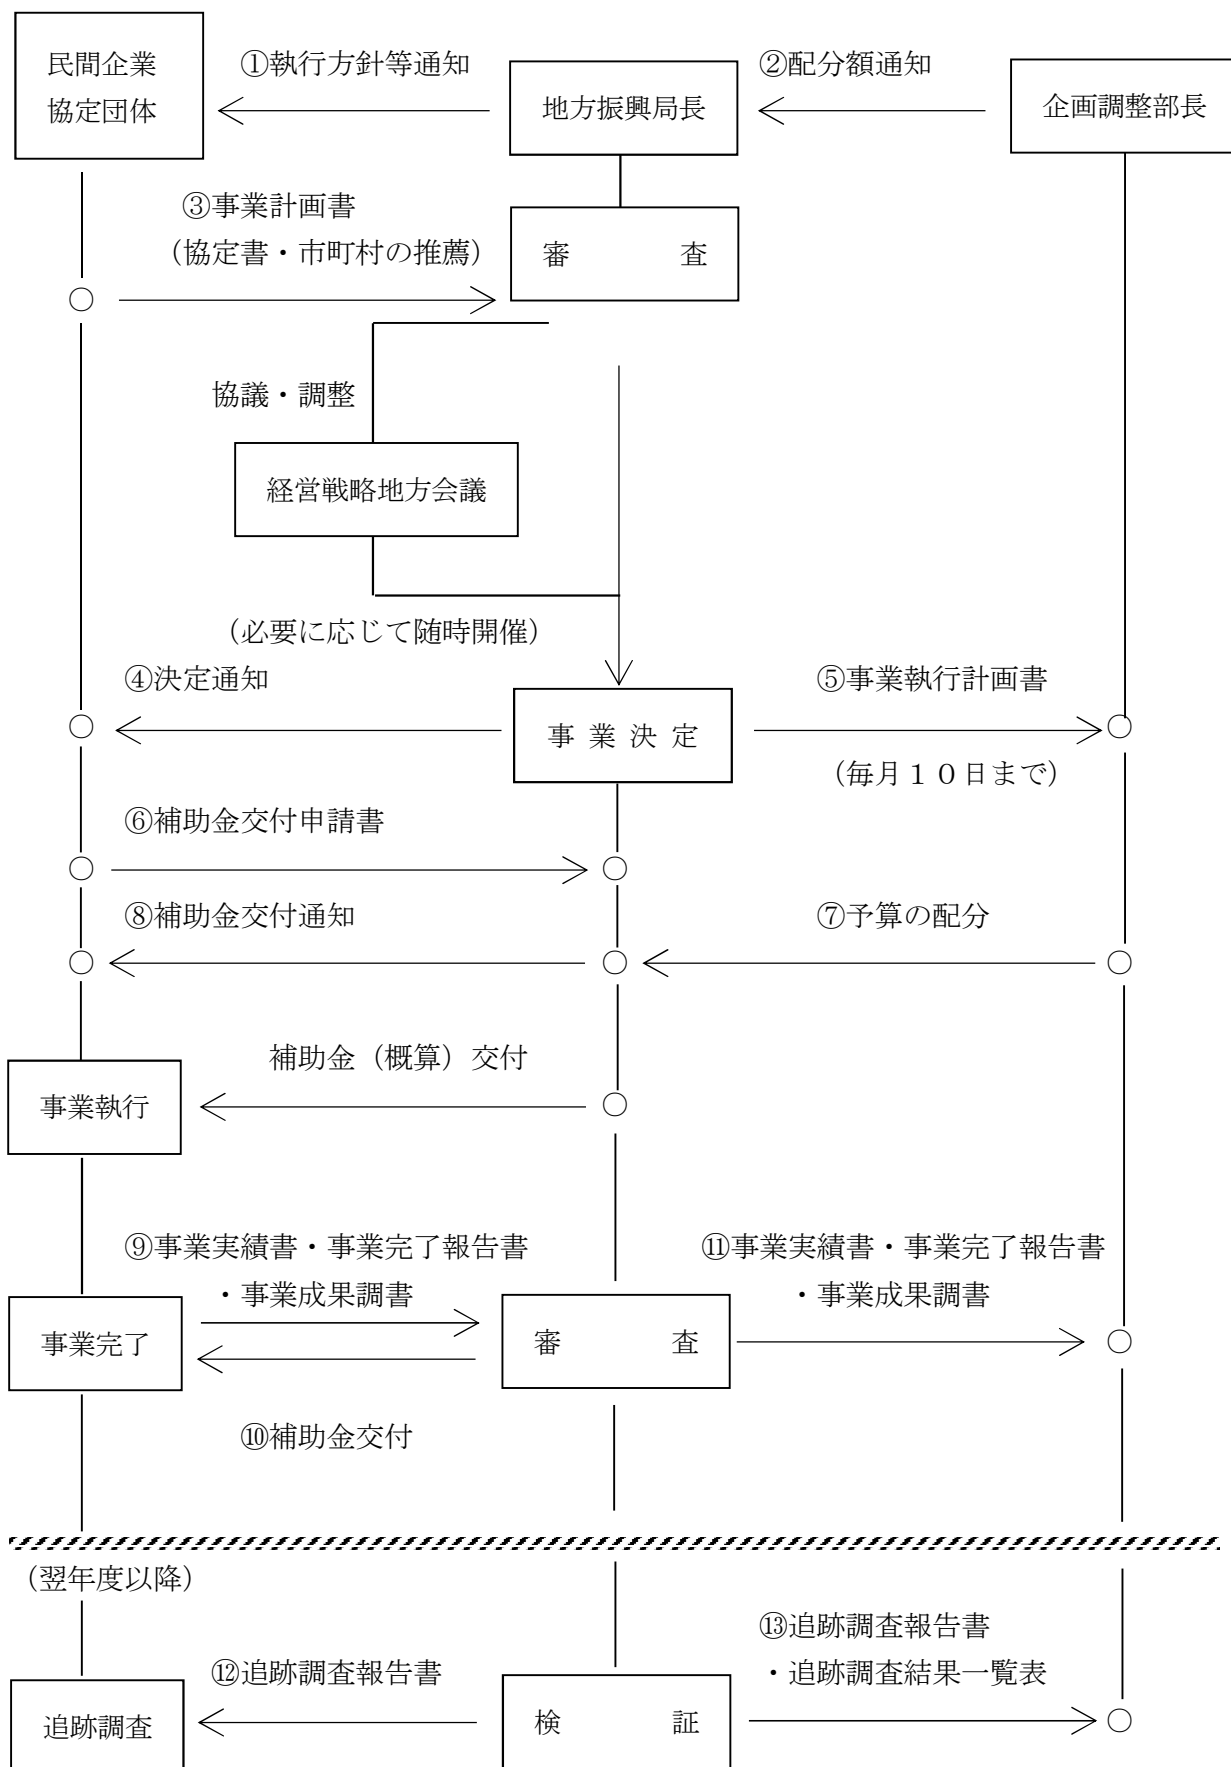 民間企業
協定団体
①執行方針等通知
地方振興局長
②配分額通知
企画調整部長
③事業計画書
（協定書・市町村の推薦）
審　　　査
協議・調整
経営戦略地方会議
（必要に応じて随時開催）
④決定通知
事 業 決 定
⑤事業執行計画書
（毎月１０日まで）
⑥補助金交付申請書
⑧補助金交付通知
⑦予算の配分
補助金（概算）交付
事業執行
⑨事業実績書・事業完了報告書
・事業成果調書
⑪事業実績書・事業完了報告書
・事業成果調書
事業完了
審　　　査
⑩補助金交付
（翌年度以降）
⑬追跡調査報告書
・追跡調査結果一覧表
⑫追跡調査報告書
追跡調査
検　　　証